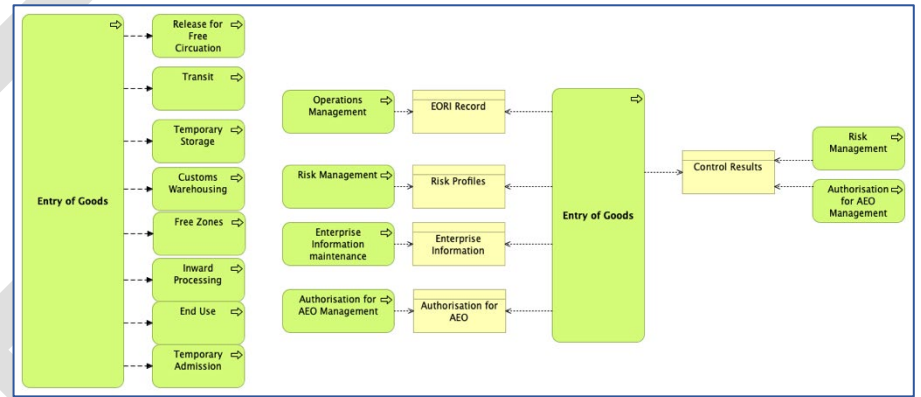 Entry of Goods
Release for
Free
Circuation
Transit
Temporary
Storage
Customs
Warehousing
Free Zones
Inward
Processing
End Use
Temporary
Admission
Operations
Management
EORI Record
Risk Management
Risk Profiles
Enterprise
Information
maintenance
Enterprise
Information
Authorisation for
AEO Management
Authorisation for
AEO
Entry of Goods
Control Results
Risk
Management
Authorisation
for AEO
Management